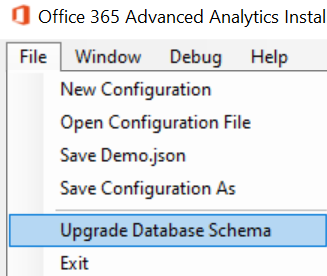 Office 365 Advanced Analytics Instal
File Window Debug Help
New Configuration
Open Configuration File
Save Demo.json
Save Configuration As
Upgrade Database Schema
Exit